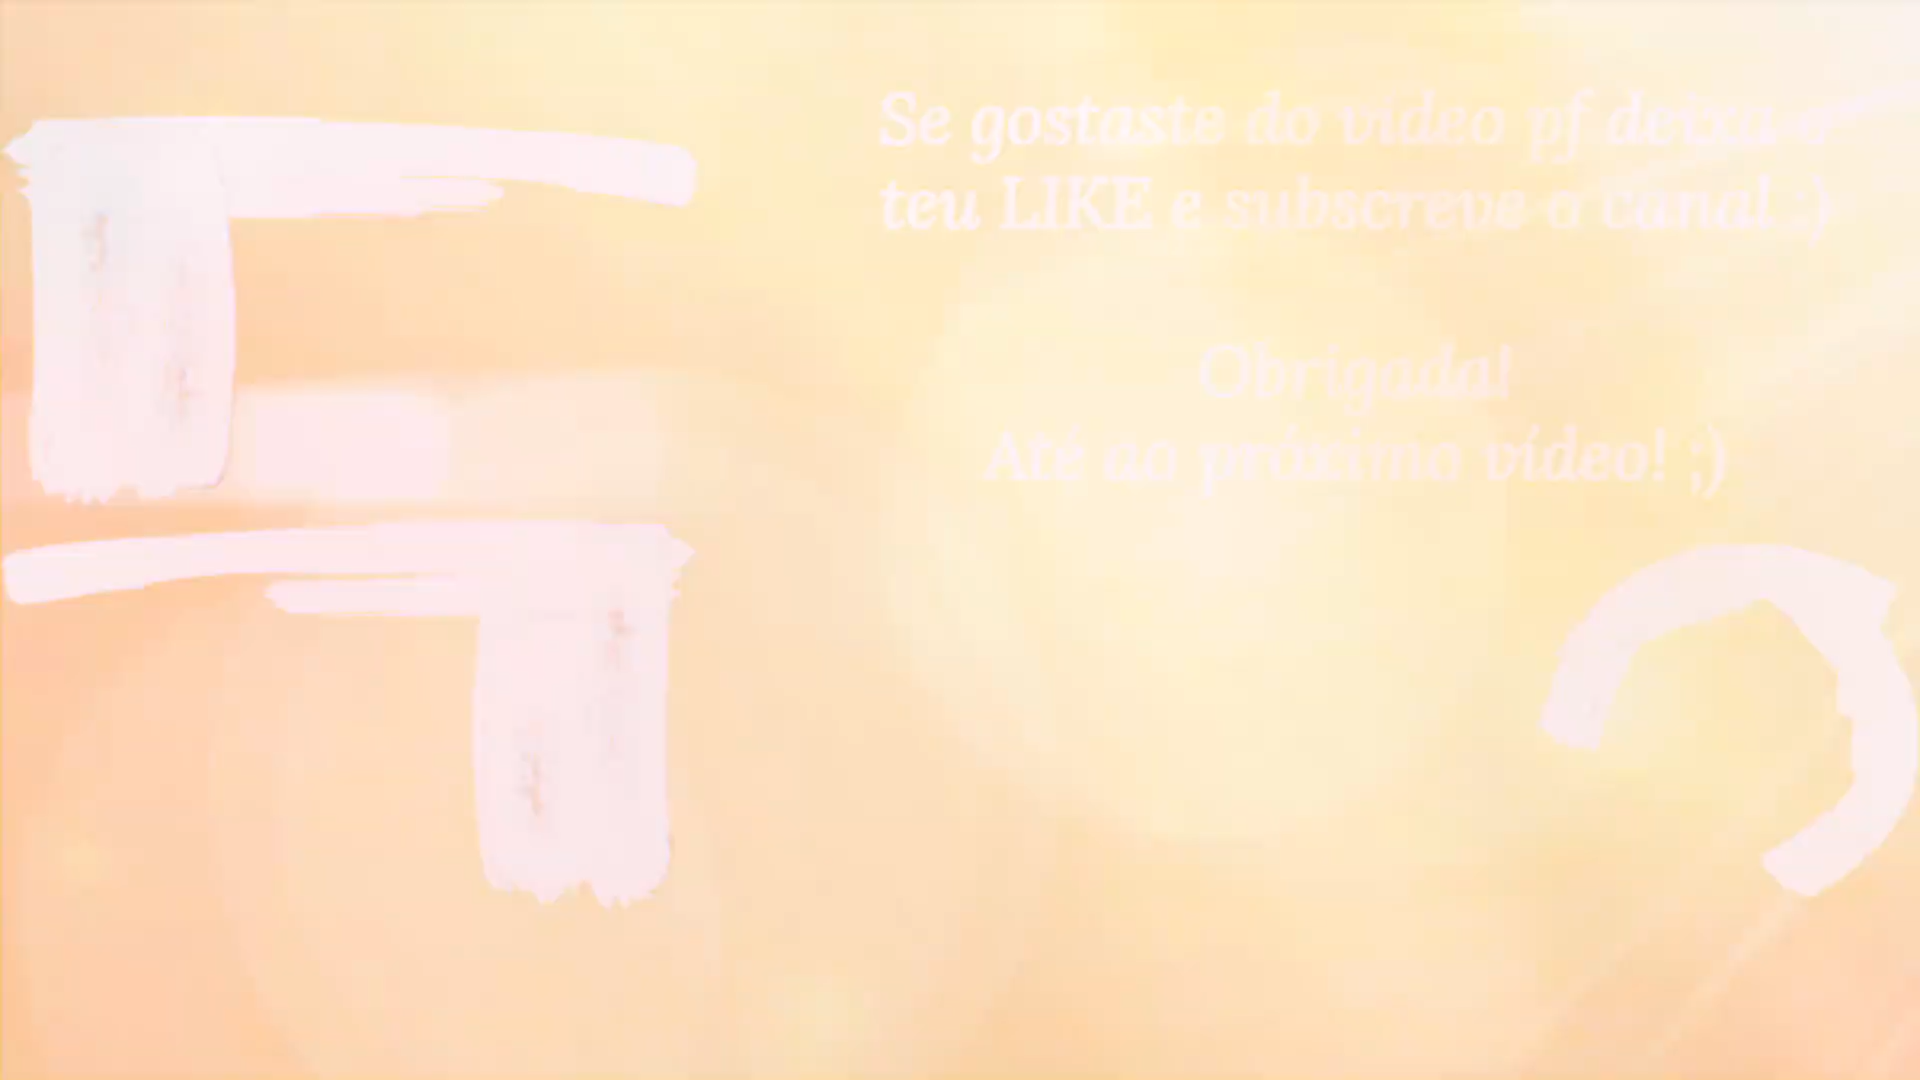 Se gostaste do vídeo pf deixa o
teu LIKE e subscreve o canal :)
Obrigada!
Até ao próximo vídeo! ;)